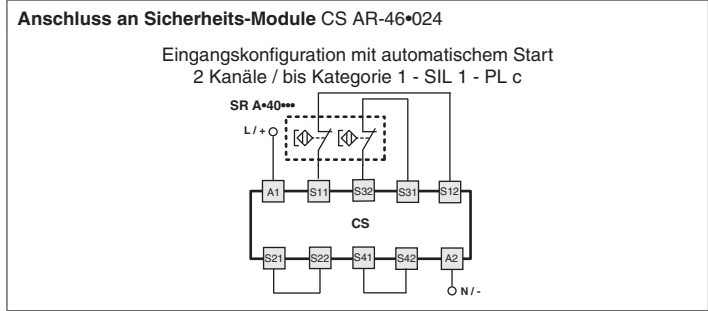 Anschluss an Sicherheits-Module CS AR-46•024
Eingangskonfiguration mit automatischem Start
2 Kanäle / bis Kategorie 1 - SIL 1 - PL c
SR A•40•••
L / +
A1 S11 S32 S31 S12
CS
S21 S22 S41 S42 A2
N / -